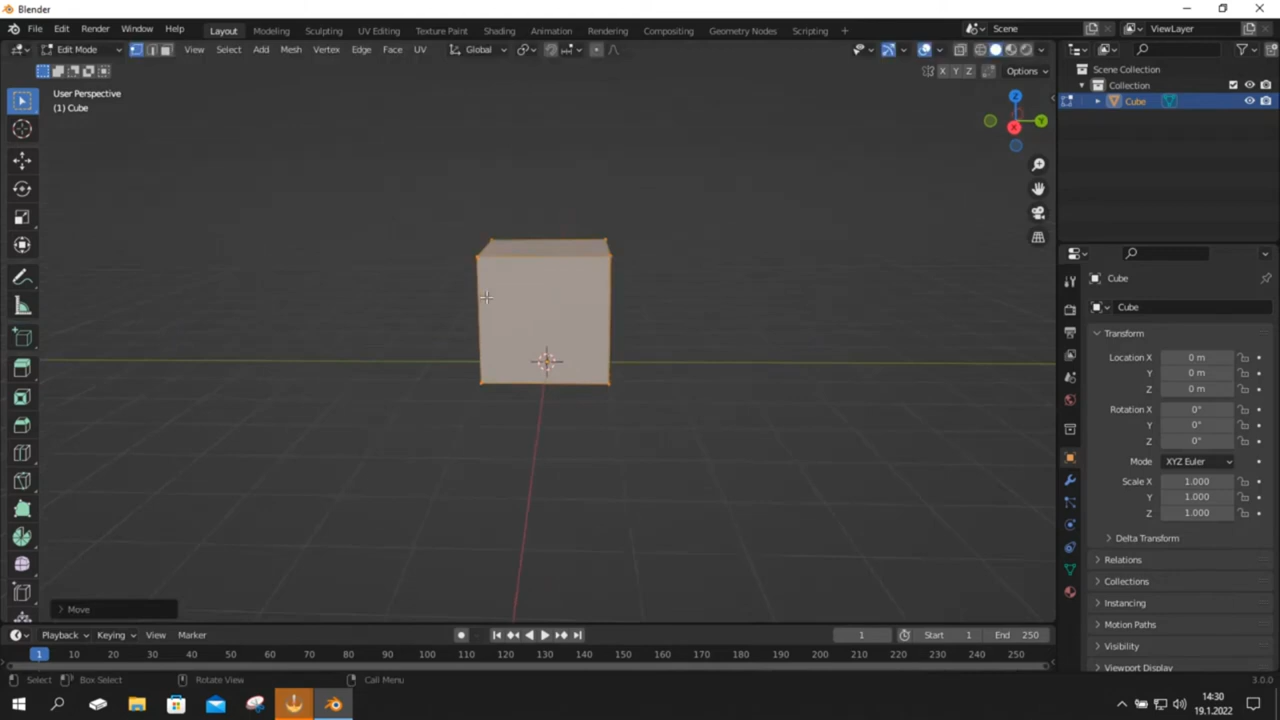 Blender
File Edit Render Window Help
Layout Modeling Sculpting UV Editing Texture Paint Shading Animation Rendering Compositing Geometry Nodes Scripting +
Scene
ViewLayer
Edit Mode
View Select Add Mesh Vertex Edge Face UV
Global
X Y Z
Options
User Perspective
(1) Cube
Z
Y
X
Scene Collection
Collection
Cube
Cube
Cube
Transform
Location X 0 m
Y 0 m
Z 0 m
Rotation X 0°
Y 0°
Z 0°
Mode XYZ Euler
Scale X 1.000
Y 1.000
Z 1.000
Delta Transform
Relations
Collections
Instancing
Motion Paths
Visibility
Viewport Display
Move
Playback Keying View Marker
1
Start 1
End 250
1 10 20 30 40 50 60 70 80 90 100 110 120 130 140 150 160 170 180 190 200 210 220 230 240 250
Select Box Select Rotate View Call Menu
3.0.0
14:30
19.1.2022